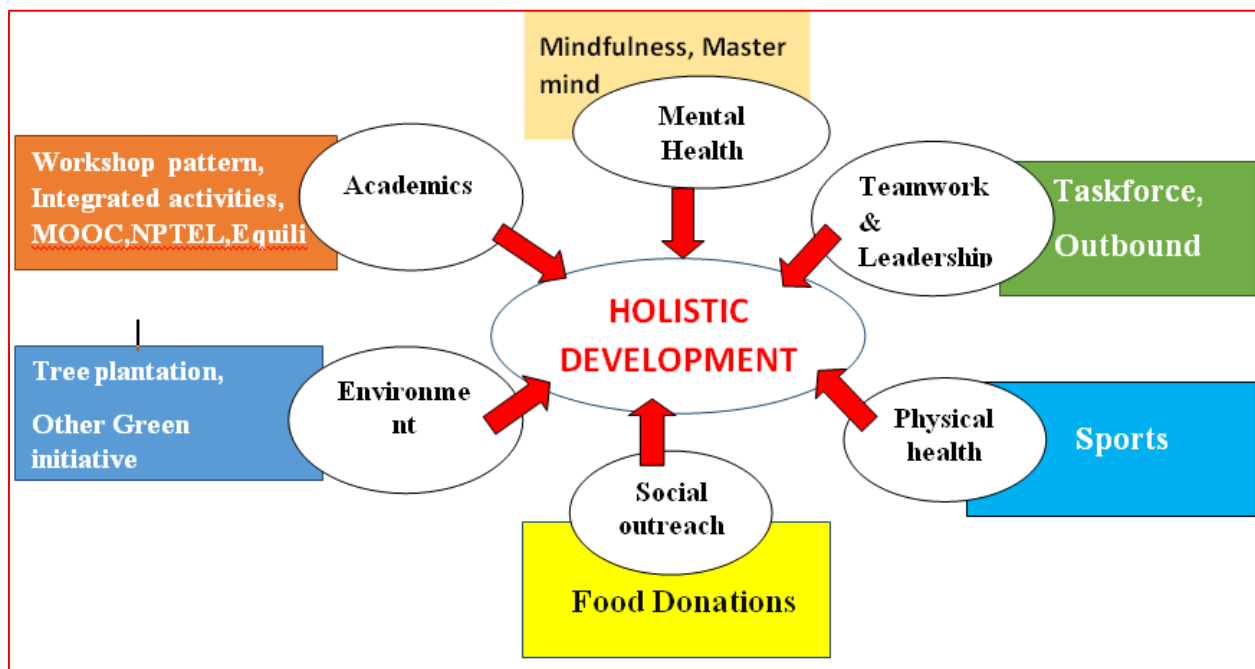 Mindfulness, Master
mind
Mental
Health
Workshop pattern,
Integrated activities,
MOOC,NPTEL,Equili
Academics
Teamwork
&
Leadership
Taskforce,
Outbound
HOLISTIC
DEVELOPMENT
Tree plantation,
Other Green
initiative
Environme
nt
Physical
health
Sports
Social
outreach
Food Donations